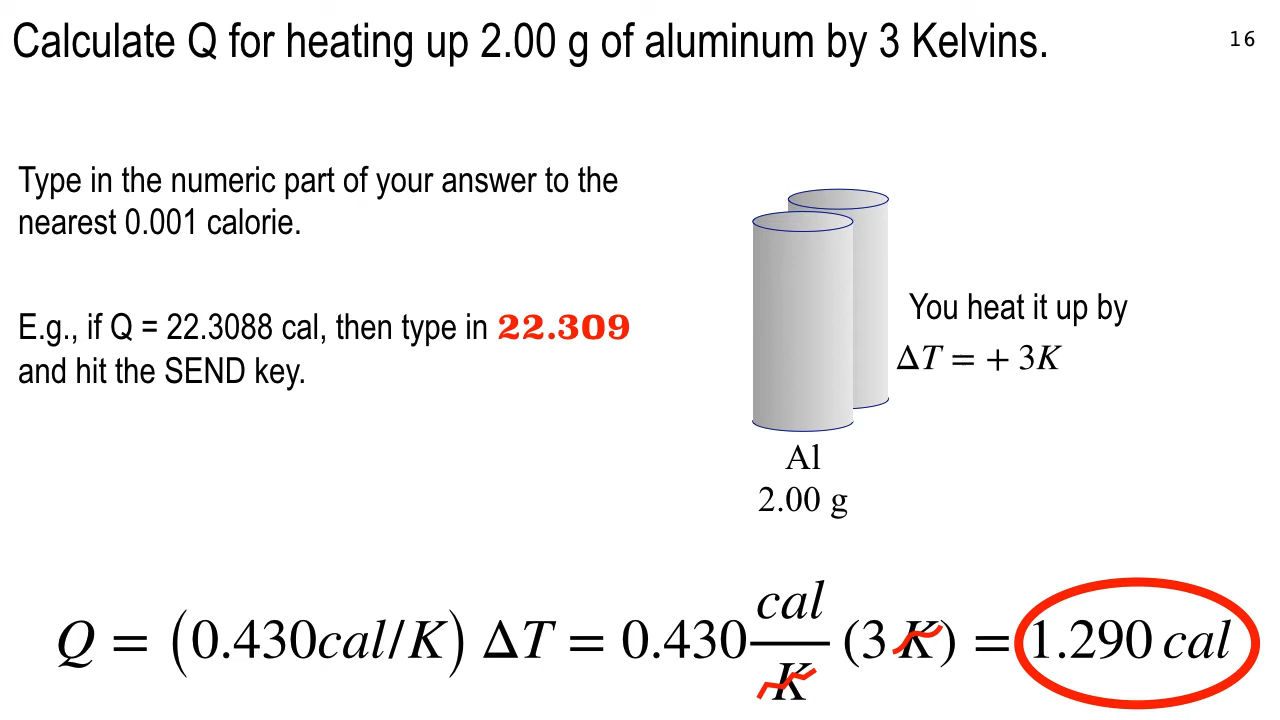 Calculate Q for heating up 2.00 g of aluminum by 3 Kelvins.
16
Type in the numeric part of your answer to the
nearest 0.001 calorie.
E.g., if Q = 22.3088 cal, then type in 22.309
and hit the SEND key.
You heat it up by
ΔT = + 3K
Al
2.00 g
Q = (0.430cal/K) ΔT = 0.430 cal/K (3 K) = 1.290 cal